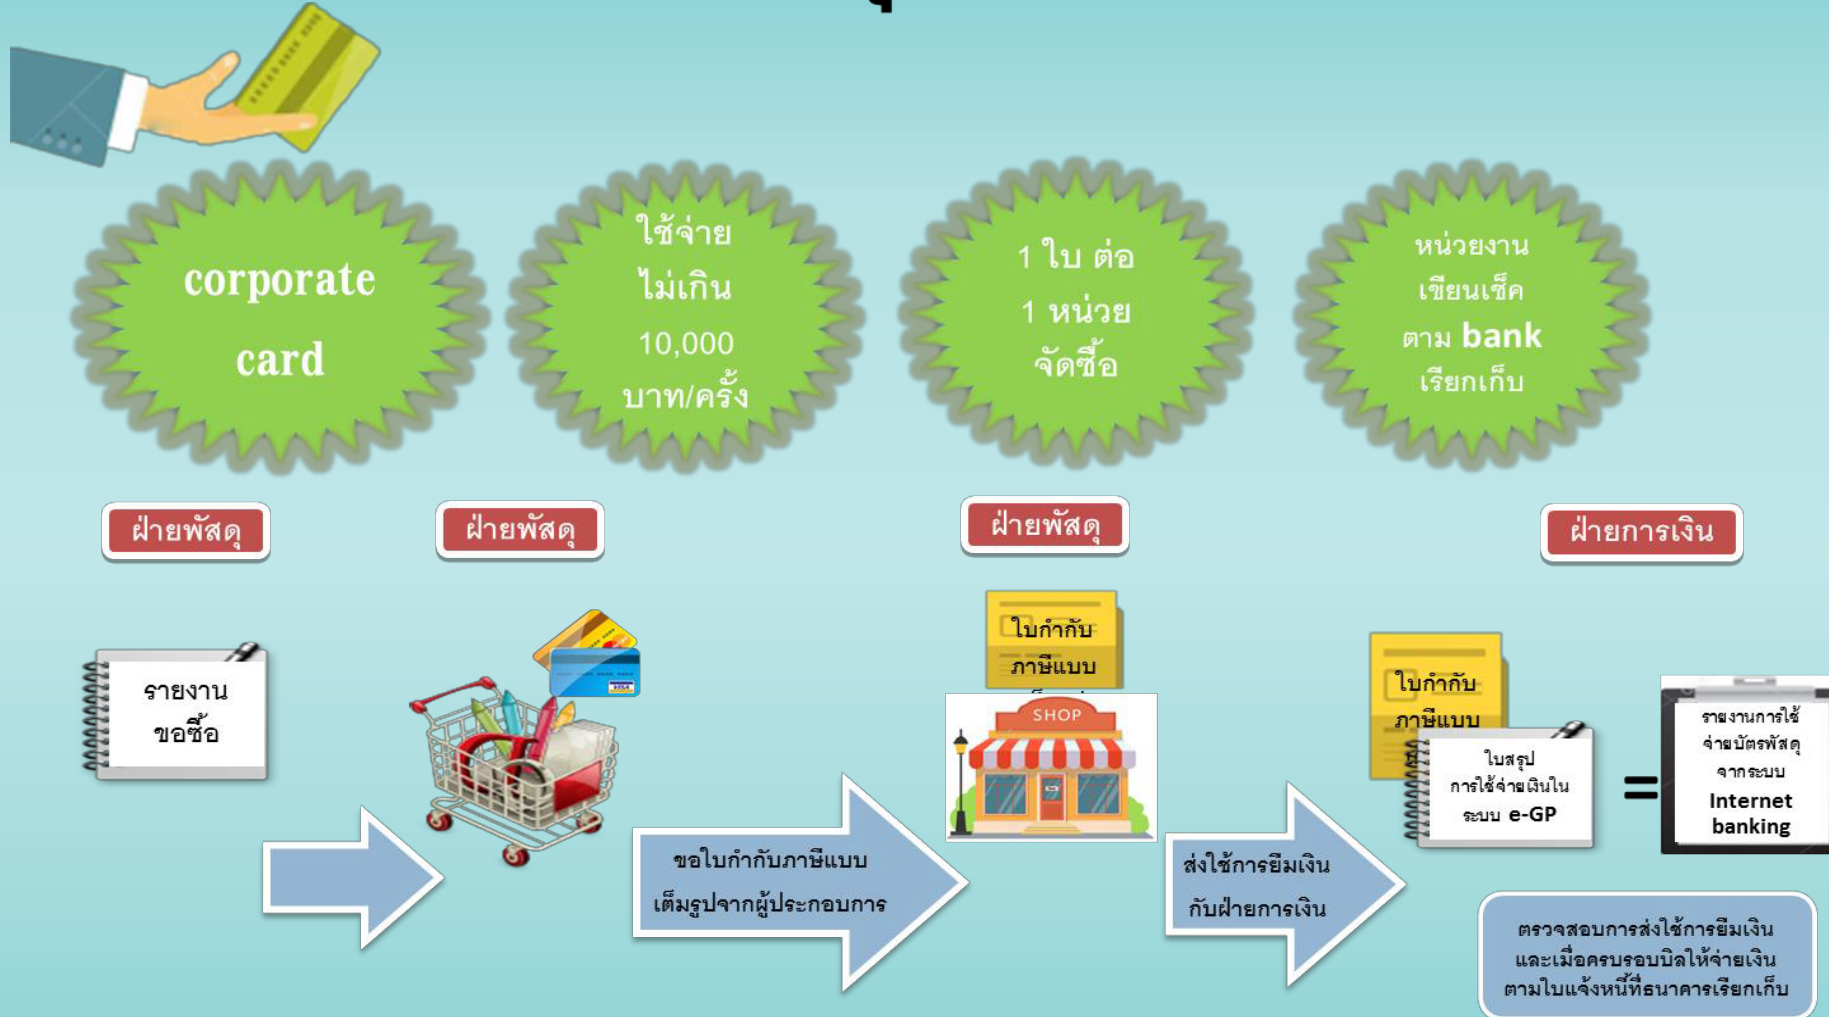 corporate
card
ใช้จ่าย
ไม่เกิน
10,000
บาท/ครั้ง
1 ใบ ต่อ
1 หน่วย
จัดซื้อ
หน่วยงาน
เขียนเช็ค
ตาม bank
เรียกเก็บ
ฝ่ายพัสดุ
ฝ่ายพัสดุ
ฝ่ายพัสดุ
ฝ่ายการเงิน
รายงาน
ขอซื้อ
VISA
ขอใบกำกับภาษีแบบ
เต็มรูปจากผู้ประกอบการ
ใบกำกับ
ภาษีแบบ
SHOP
ส่งใช้การยืมเงิน
กับฝ่ายการเงิน
ใบกำกับ
ภาษีแบบ
ใบสรุป
การใช้จ่ายเงินใน
ระบบ e-GP
=
รายงานการใช้
จ่ายบัตรพัสดุ
จากระบบ
Internet
banking
ตรวจสอบการส่งใช้การยืมเงิน
และเมื่อครบรอบบิลให้จ่ายเงิน
ตามใบแจ้งหนี้ที่ธนาคารเรียกเก็บ